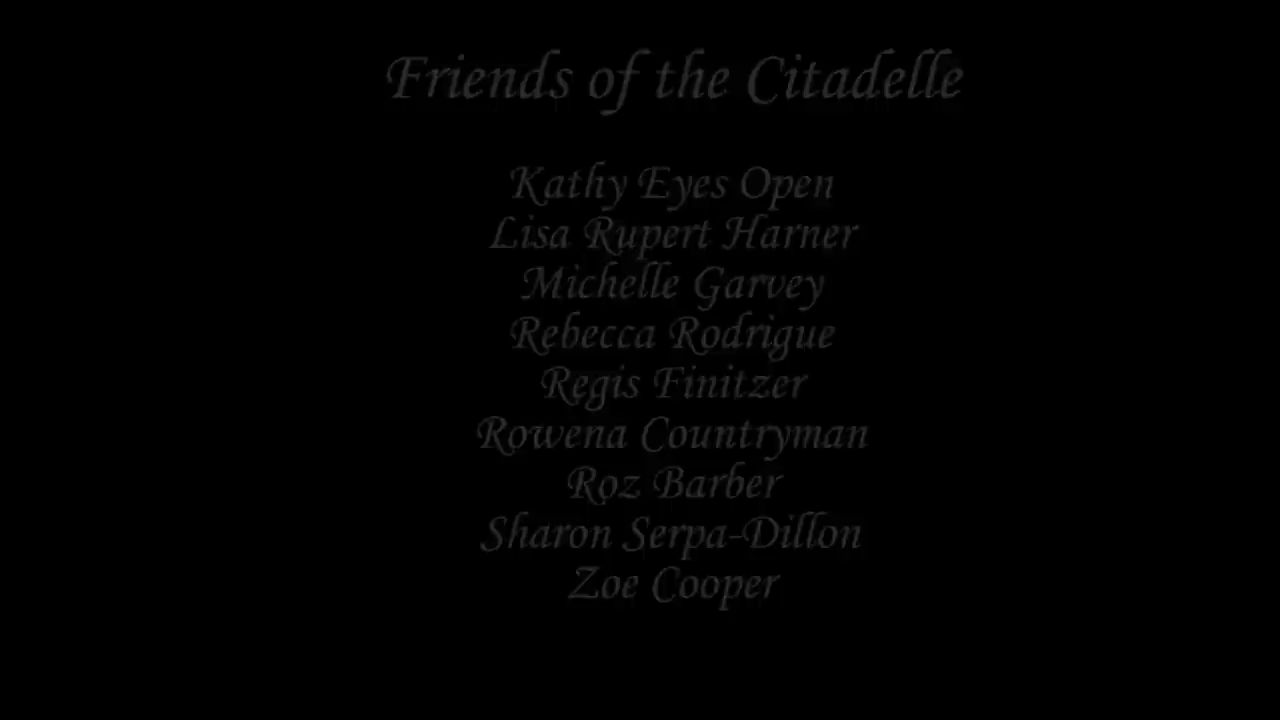 Friends of the Citadelle
Kathy Eyes Open
Lisa Rupert Harner
Michelle Garvey
Rebecca Rodrigue
Regis Finitzer
Rowena Countryman
Roz Barber
Sharon Serpa-Dillon
Zoe Cooper